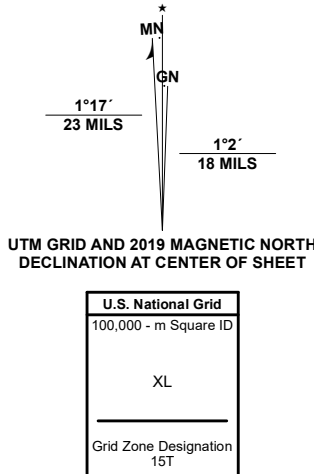 ★
MN
GN
1°17´
23 MILS
1°2´
18 MILS
UTM GRID AND 2019 MAGNETIC NORTH
DECLINATION AT CENTER OF SHEET
U.S. National Grid
100,000 - m Square ID
XL
Grid Zone Designation
15T